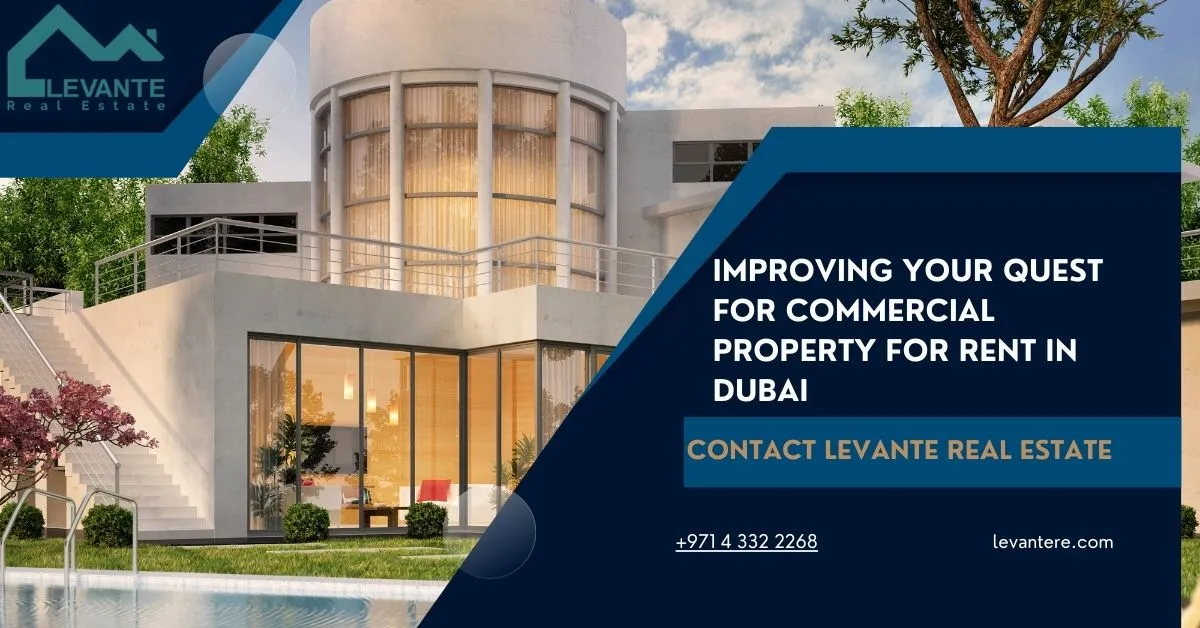 LEVANTE
Real Estate
IMPROVING YOUR QUEST
FOR COMMERCIAL
PROPERTY FOR RENT IN
DUBAI
CONTACT LEVANTE REAL ESTATE
+971 4 332 2268
levantere.com